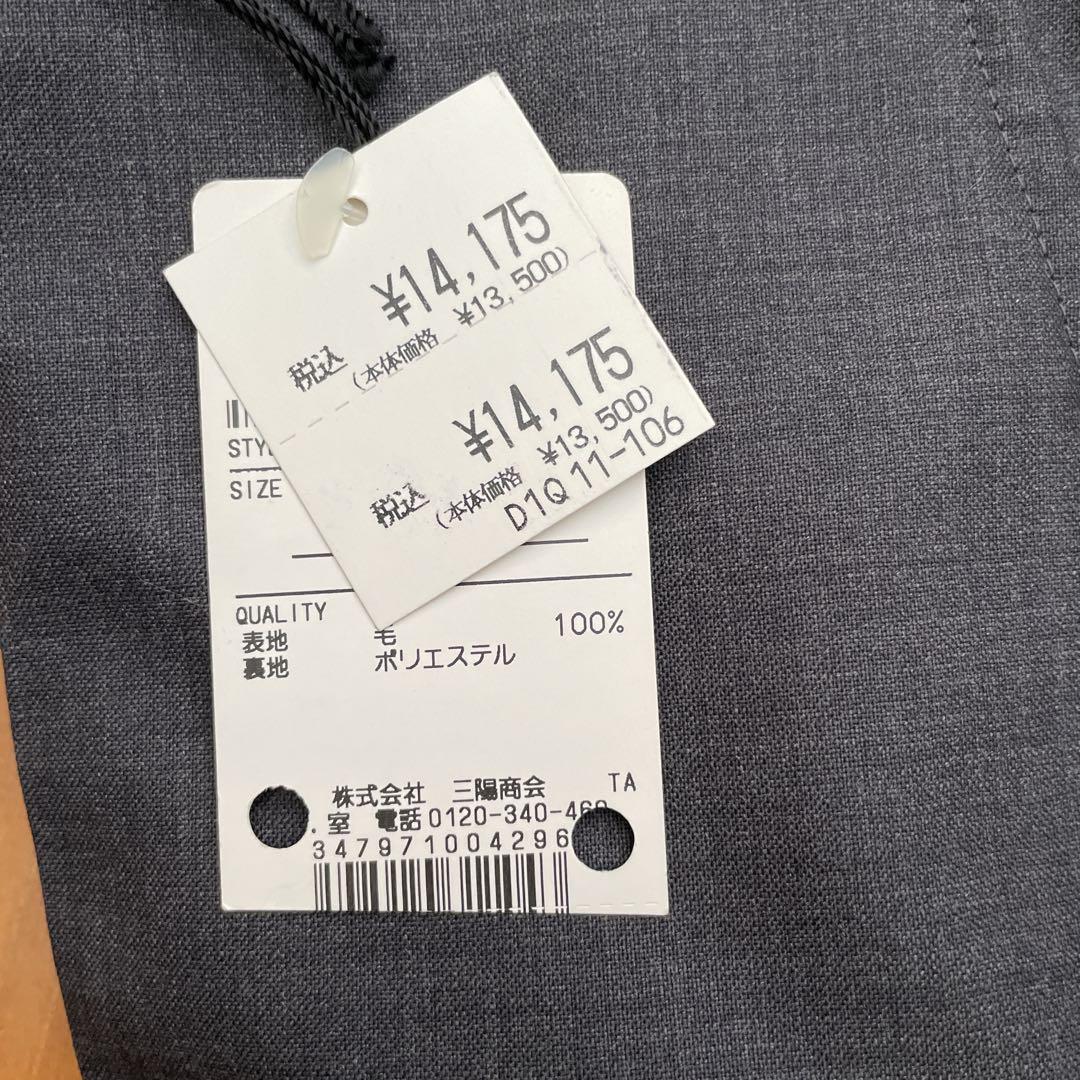 ¥14,175
税込 (本体価格 ¥13,500)
¥14,175
税込 (本体価格 ¥13,500)
D1Q 11-106
SIZE
QUALITY
表地 毛 100%
裏地 ポリエステル
株式会社 三陽商会 TA
室 電話 0120-340-460
347971004296